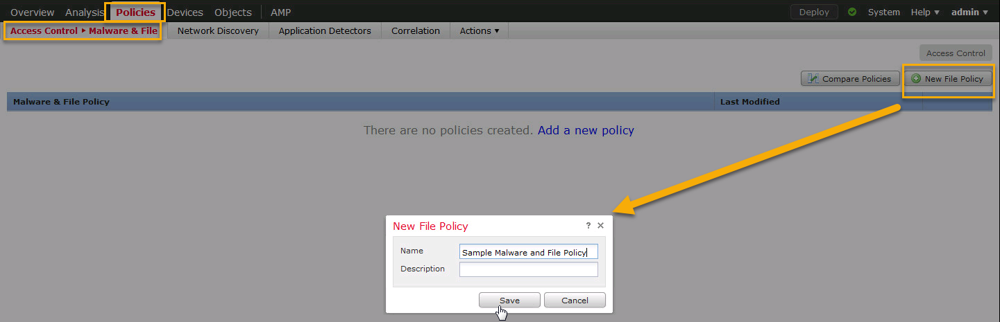 Overview Analysis Policies Devices Objects AMP Deploy System Help ▾ admin ▾
Access Control ▸ Malware & File Network Discovery Application Detectors Correlation Actions ▾
Access Control
Compare Policies New File Policy
Malware & File Policy Last Modified
There are no policies created. Add a new policy
New File Policy ? ×
Name Sample Malware and File Policy
Description
Save Cancel